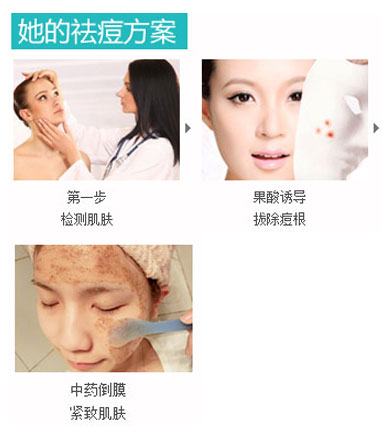 她的祛痘方案
第一步
检测肌肤
果酸诱导
拔除痘根
中药倒膜
紧致肌肤